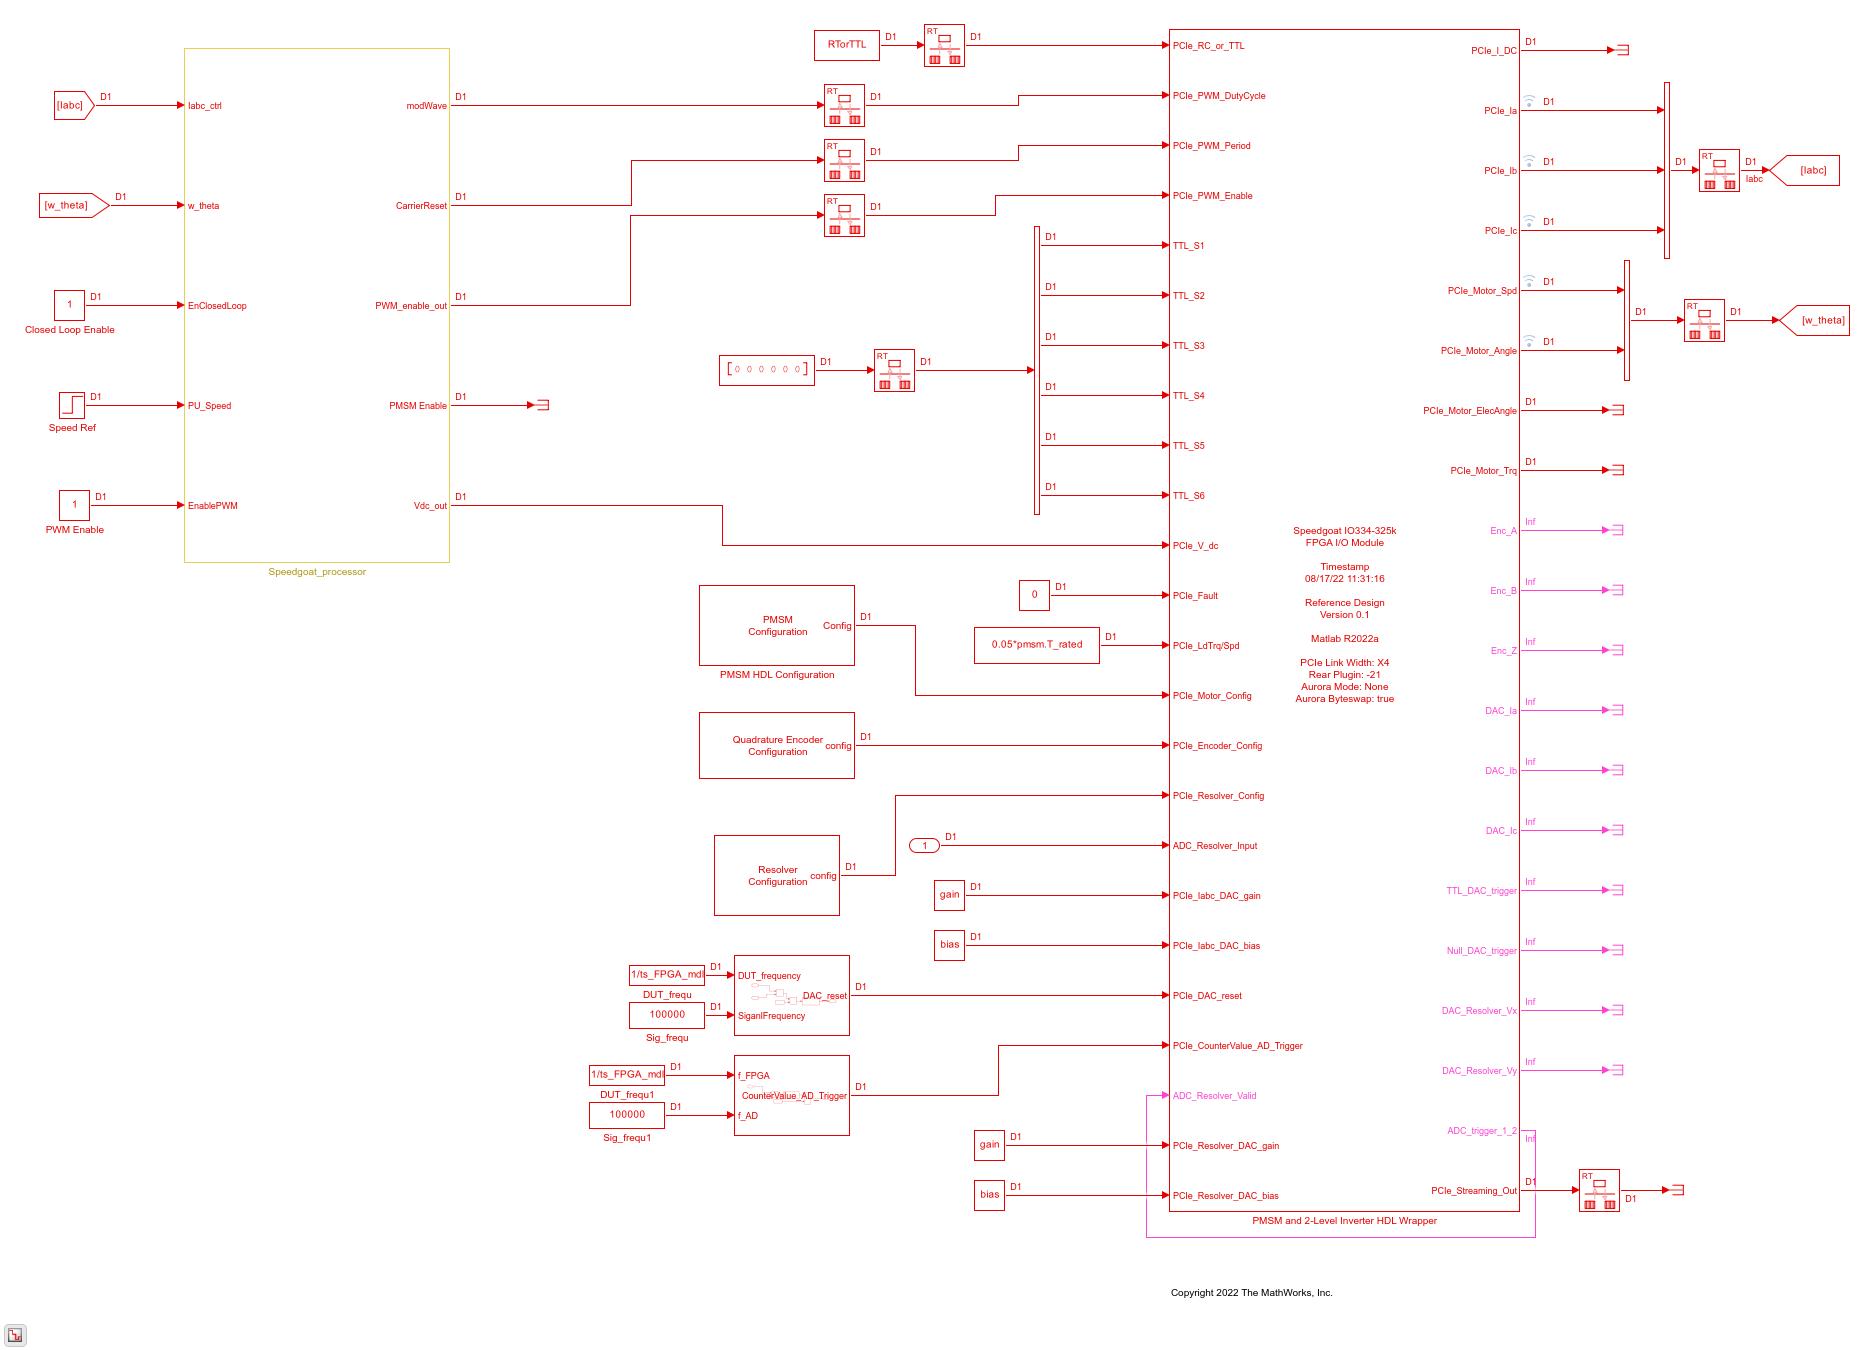 RTorTTL
D1
RT
D1
PCIe_RC_or_TTL
PCIe_I_DC
D1
[Iabc]
D1
Iabc_ctrl
modWave
D1
RT
D1
PCIe_PWM_DutyCycle
PCIe_Ia
D1
RT
D1
PCIe_PWM_Period
PCIe_Ib
D1
D1
RT
D1
Iabc
[Iabc]
[w_theta]
D1
w_theta
CarrierReset
D1
RT
D1
PCIe_PWM_Enable
PCIe_Ic
D1
D1
TTL_S1
Closed Loop Enable
1
D1
EnClosedLoop
PWM_enable_out
D1
D1
TTL_S2
PCIe_Motor_Spd
D1
D1
RT
D1
[w_theta]
[ 0 0 0 0 0 0 ]
D1
RT
D1
D1
TTL_S3
PCIe_Motor_Angle
D1
Speed Ref
D1
PU_Speed
PMSM Enable
D1
D1
TTL_S4
PCIe_Motor_ElecAngle
D1
D1
TTL_S5
PCIe_Motor_Trq
D1
1
D1
PWM Enable
EnablePWM
Vdc_out
D1
D1
TTL_S6
Speedgoat_processor
PCIe_V_dc
Speedgoat IO334-325k
FPGA I/O Module
Timestamp
08/17/22 11:31:16
Reference Design
Version 0.1
Matlab R2022a
PCIe Link Width: X4
Rear Plugin: -21
Aurora Mode: None
Aurora Byteswap: true
Enc_A
Inf
0
D1
PCIe_Fault
Enc_B
Inf
PMSM
Configuration
Config
D1
PMSM HDL Configuration
0.05*pmsm.T_rated
D1
PCIe_LdTrq/Spd
Enc_Z
Inf
PCIe_Motor_Config
DAC_Ia
Inf
Quadrature Encoder
Configuration
config
D1
PCIe_Encoder_Config
DAC_Ib
Inf
PCIe_Resolver_Config
DAC_Ic
Inf
Resolver
Configuration
config
D1
1
D1
ADC_Resolver_Input
gain
D1
PCIe_Iabc_DAC_gain
TTL_DAC_trigger
Inf
bias
D1
PCIe_Iabc_DAC_bias
Null_DAC_trigger
Inf
1/ts_FPGA_mdl
D1
DUT_frequ
100000
D1
Sig_frequ
DUT_frequency
SiganlFrequency
DAC_reset
D1
PCIe_DAC_reset
DAC_Resolver_Vx
Inf
1/ts_FPGA_mdl
D1
DUT_frequ1
100000
D1
Sig_frequ1
f_FPGA
CounterValue_AD_Trigger
f_AD
D1
PCIe_CounterValue_AD_Trigger
DAC_Resolver_Vy
Inf
ADC_Resolver_Valid
ADC_trigger_1_2
Inf
gain
D1
PCIe_Resolver_DAC_gain
bias
D1
PCIe_Resolver_DAC_bias
PCIe_Streaming_Out
D1
RT
D1
PMSM and 2-Level Inverter HDL Wrapper
Copyright 2022 The MathWorks, Inc.